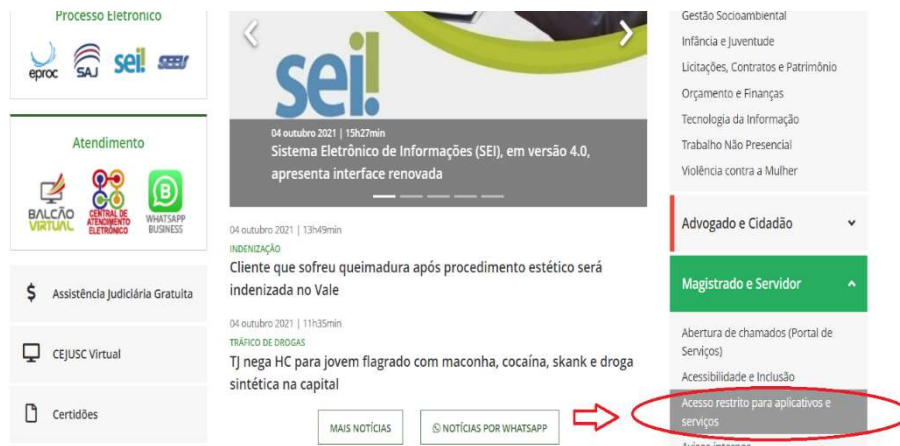 Processo Eletrônico
eproc
SAJ
sei!
SEEU
Atendimento
BALCÃO
VIRTUAL
CENTRAL DE
ATENDIMENTO
ELETRÔNICO
WHATSAPP
BUSINESS
$ Assistência Judiciária Gratuita
CEJUSC Virtual
Certidões
sei!
04 outubro 2021 | 15h27min
Sistema Eletrônico de Informações (SEI), em versão 4.0,
apresenta interface renovada
04 outubro 2021 | 13h49min
INDENIZAÇÃO
Cliente que sofreu queimadura após procedimento estético será
indenizada no Vale
04 outubro 2021 | 11h35min
TRÁFICO DE DROGAS
TJ nega HC para jovem flagrado com maconha, cocaína, skank e droga
sintética na capital
MAIS NOTÍCIAS
NOTÍCIAS POR WHATSAPP
Gestão Socioambiental
Infância e Juventude
Licitações, Contratos e Patrimônio
Orçamento e Finanças
Tecnologia da Informação
Trabalho Não Presencial
Violência contra a Mulher
Advogado e Cidadão
Magistrado e Servidor
Abertura de chamados (Portal de
Serviços)
Acessibilidade e Inclusão
Acesso restrito para aplicativos e
serviços
Avisos internos